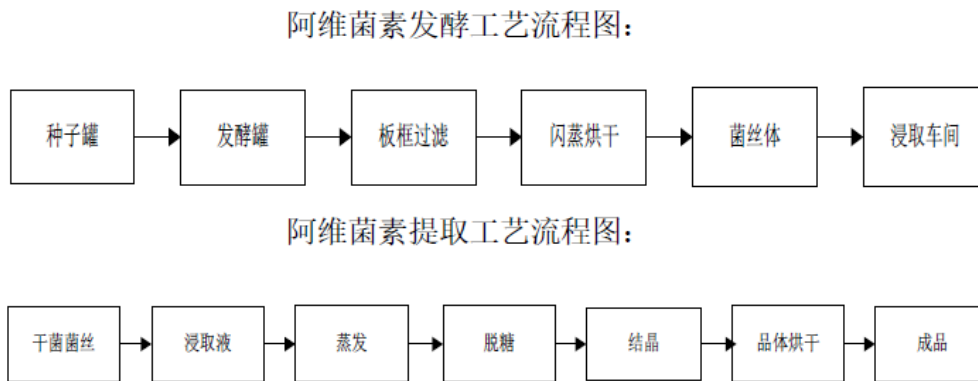 阿维菌素发酵工艺流程图：
种子罐
发酵罐
板框过滤
闪蒸烘干
菌丝体
浸取车间
阿维菌素提取工艺流程图：
干菌菌丝
浸取液
蒸发
脱糖
结晶
品体烘干
成品